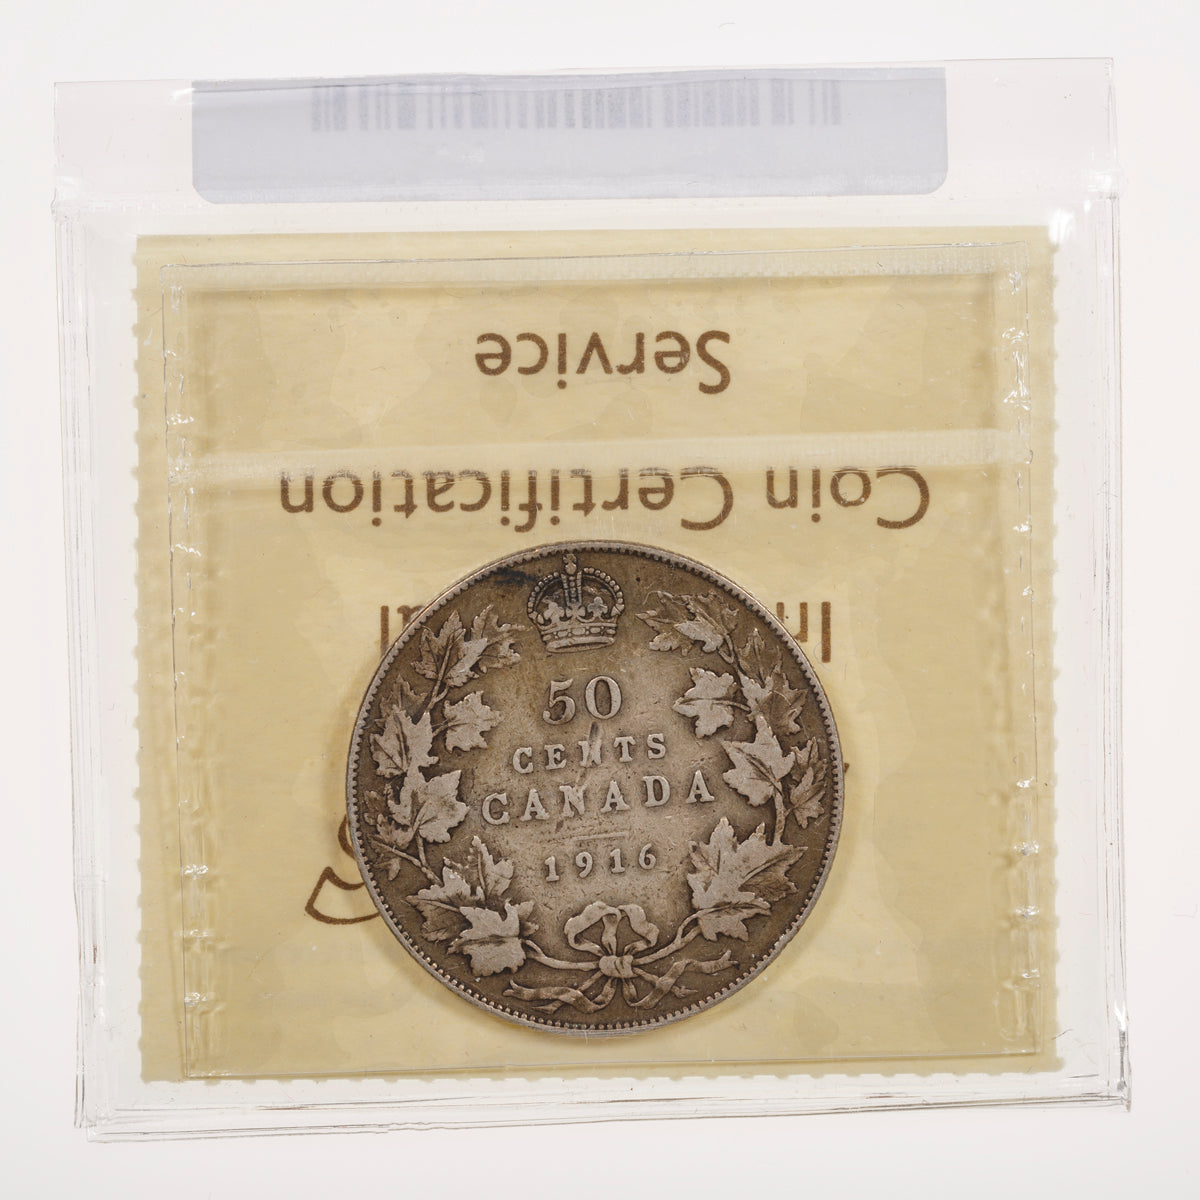 Service
Coin Certification
50
CENTS
CANADA
1916